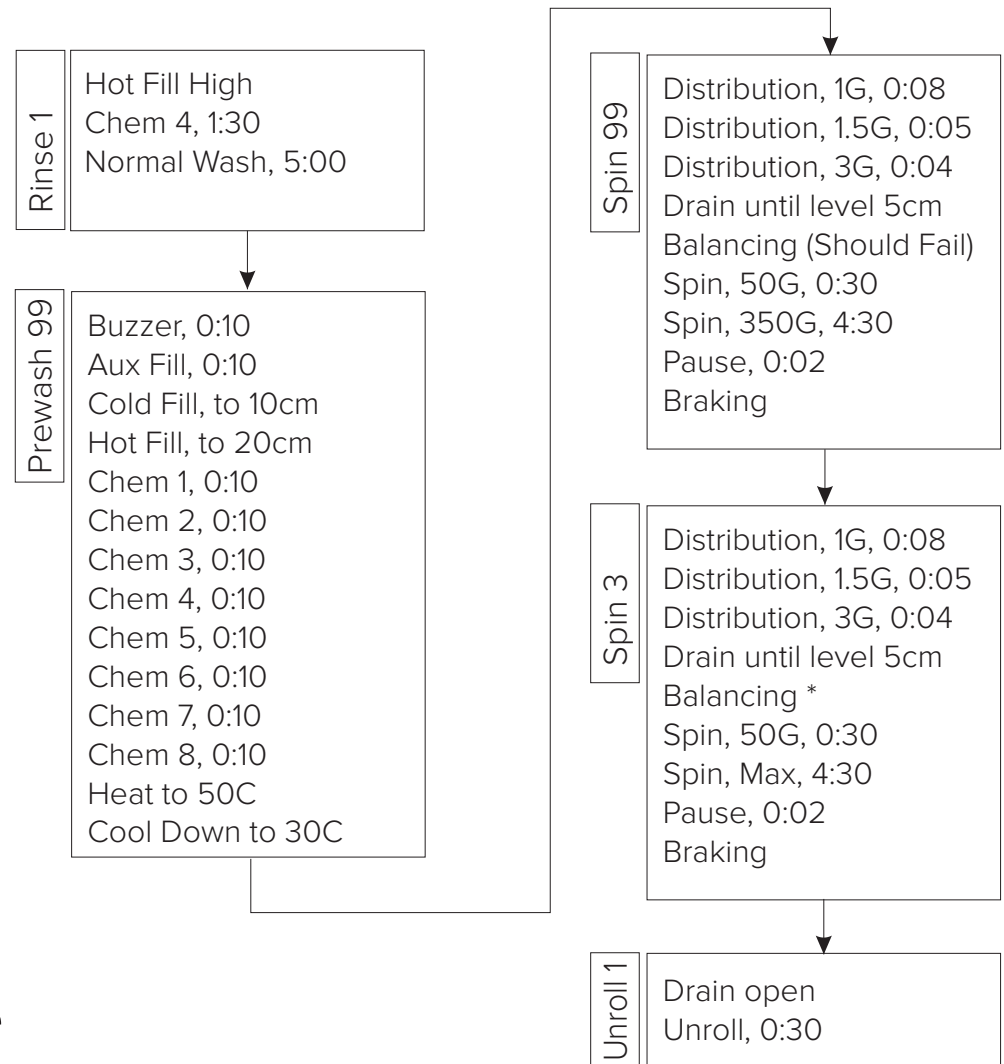 Rinse 1
Hot Fill High
Chem 4, 1:30
Normal Wash, 5:00
Prewash 99
Buzzer, 0:10
Aux Fill, 0:10
Cold Fill, to 10cm
Hot Fill, to 20cm
Chem 1, 0:10
Chem 2, 0:10
Chem 3, 0:10
Chem 4, 0:10
Chem 5, 0:10
Chem 6, 0:10
Chem 7, 0:10
Chem 8, 0:10
Heat to 50C
Cool Down to 30C
Spin 99
Distribution, 1G, 0:08
Distribution, 1.5G, 0:05
Distribution, 3G, 0:04
Drain until level 5cm
Balancing (Should Fail)
Spin, 50G, 0:30
Spin, 350G, 4:30
Pause, 0:02
Braking
Spin 3
Distribution, 1G, 0:08
Distribution, 1.5G, 0:05
Distribution, 3G, 0:04
Drain until level 5cm
Balancing *
Spin, 50G, 0:30
Spin, Max, 4:30
Pause, 0:02
Braking
Unroll 1
Drain open
Unroll, 0:30